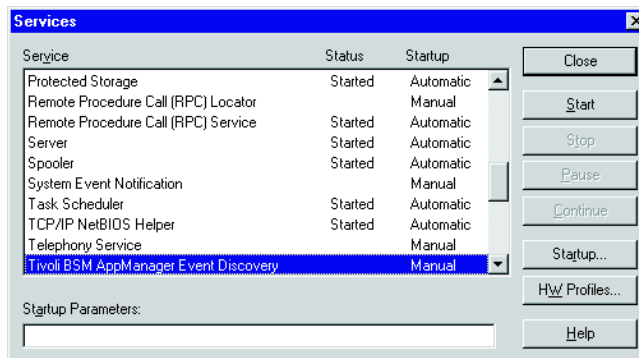 Services
Service Status Startup
Protected Storage Started Automatic
Remote Procedure Call (RPC) Locator Manual
Remote Procedure Call (RPC) Service Started Automatic
Server Started Automatic
Spooler Started Automatic
System Event Notification Manual
Task Scheduler Started Automatic
TCP/IP NetBIOS Helper Started Automatic
Telephony Service Manual
Tivoli BSM AppManager Event Discovery Manual
Startup Parameters:
Close
Start
Stop
Pause
Continue
Startup...
HW Profiles...
Help